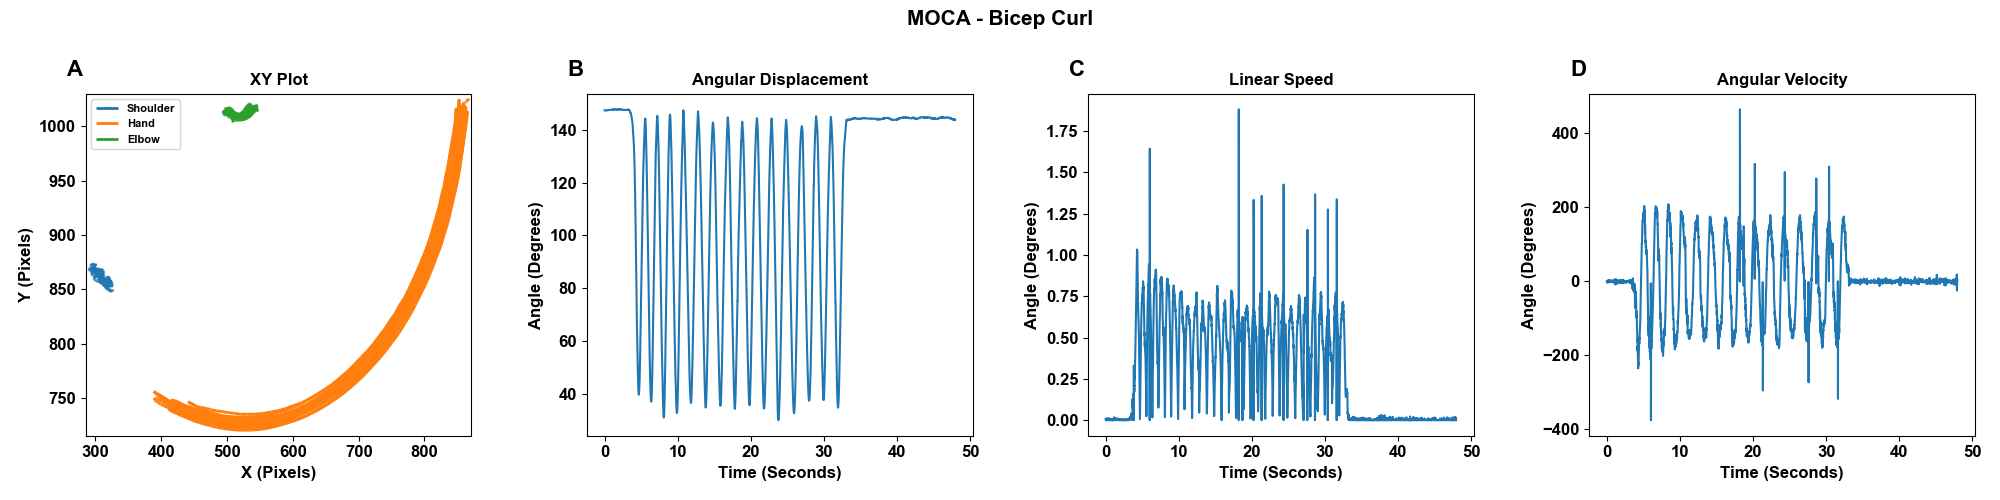 MOCA - Bicep Curl
A
XY Plot
Shoulder
Hand
Elbow
Y (Pixels)
1000
950
900
850
800
750
300 400 500 600 700 800
X (Pixels)
B
Angular Displacement
Angle (Degrees)
140
120
100
80
60
40
0 10 20 30 40 50
Time (Seconds)
C
Linear Speed
Angle (Degrees)
1.75
1.50
1.25
1.00
0.75
0.50
0.25
0.00
0 10 20 30 40 50
Time (Seconds)
D
Angular Velocity
Angle (Degrees)
400
200
0
−200
−400
0 10 20 30 40 50
Time (Seconds)